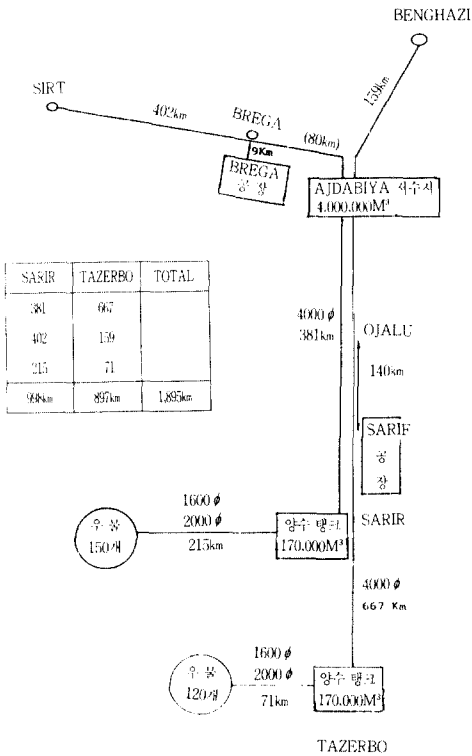 BENGHAZI
159km
SIRT
402km
BREGA
(80km)
9Km
BREGA
공장
AJDABIYA 저수지
4.000.000M³
SARIR TAZERBO TOTAL
381 667
402 159
215 71
998km 897km 1,895km
4000 φ
381km
OJALU
140km
SARIF
공
장
1600 φ
2000 φ
215km
우물
150개
양수 탱크
170.000M³
SARIR
4000 φ
667 Km
1600 φ
2000 φ
71km
우물
120개
양수 탱크
170.000M³
TAZERBO